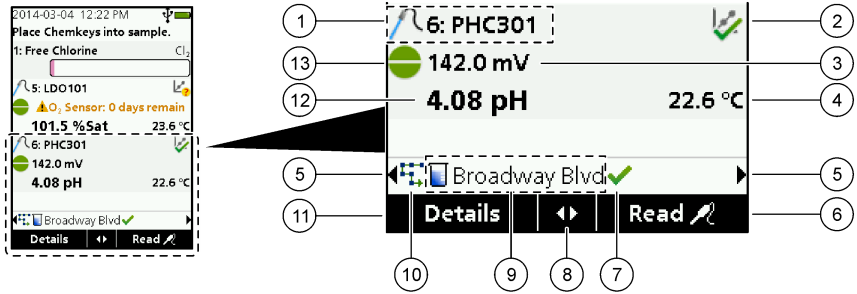 2014-03-04 12:22 PM
Place Chemkeys into sample.
1: Free Chlorine Cl₂
5: LDO101
O₂ Sensor: 0 days remain
101.5 %Sat 23.6 °C
6: PHC301
142.0 mV
4.08 pH 22.6 °C
Broadway Blvd
Details Read
1 6: PHC301 2
13 142.0 mV 3
12 4.08 pH 22.6 °C 4
5 Broadway Blvd 5
11 Details Read 6
10 9 8 7